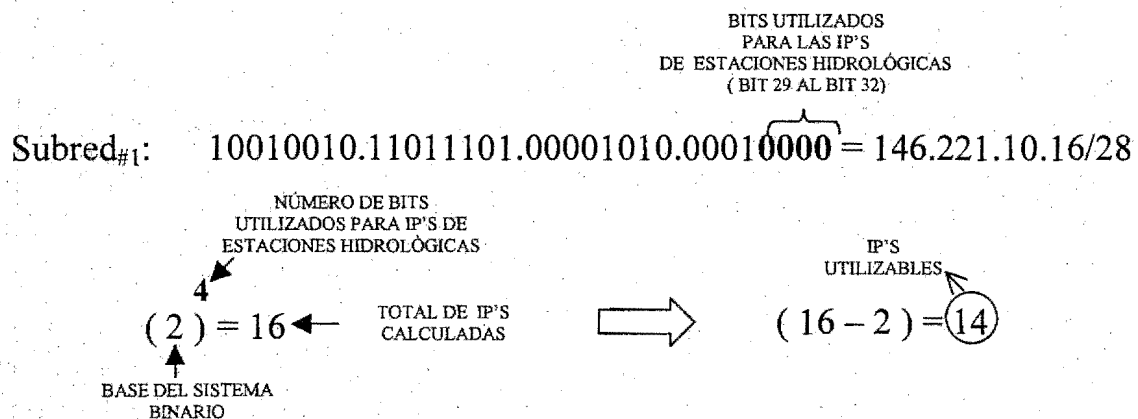 BITS UTILIZADOS
PARA LAS IP'S
DE ESTACIONES HIDROLÓGICAS
( BIT 29 AL BIT 32)
Subred#1: 10010010.11011101.00001010.00010000 = 146.221.10.16/28
NÚMERO DE BITS
UTILIZADOS PARA IP'S DE
ESTACIONES HIDROLÒGICAS
4
( 2 ) = 16
TOTAL DE IP'S
CALCULADAS
BASE DEL SISTEMA
BINARIO
IP'S
UTILIZABLES
( 16 – 2 ) = 14